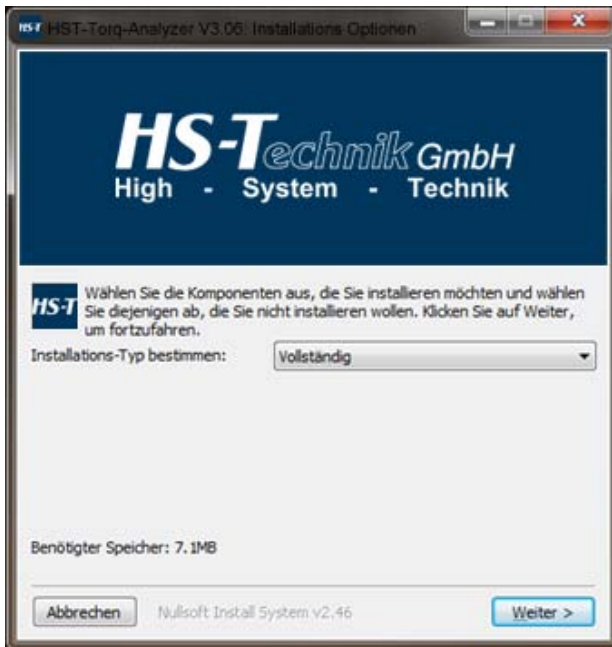 HS-T HST-Torq-Analyzer V3.06: Installations Optionen
HS-Technik GmbH
High - System - Technik
HS-T
Wählen Sie die Komponenten aus, die Sie installieren möchten und wählen
Sie diejenigen ab, die Sie nicht installieren wollen. Klicken Sie auf Weiter,
um fortzufahren.
Installations-Typ bestimmen:
Vollständig
Benötigter Speicher: 7.1MB
Abbrechen
Nullsoft Install System v2.46
Weiter >